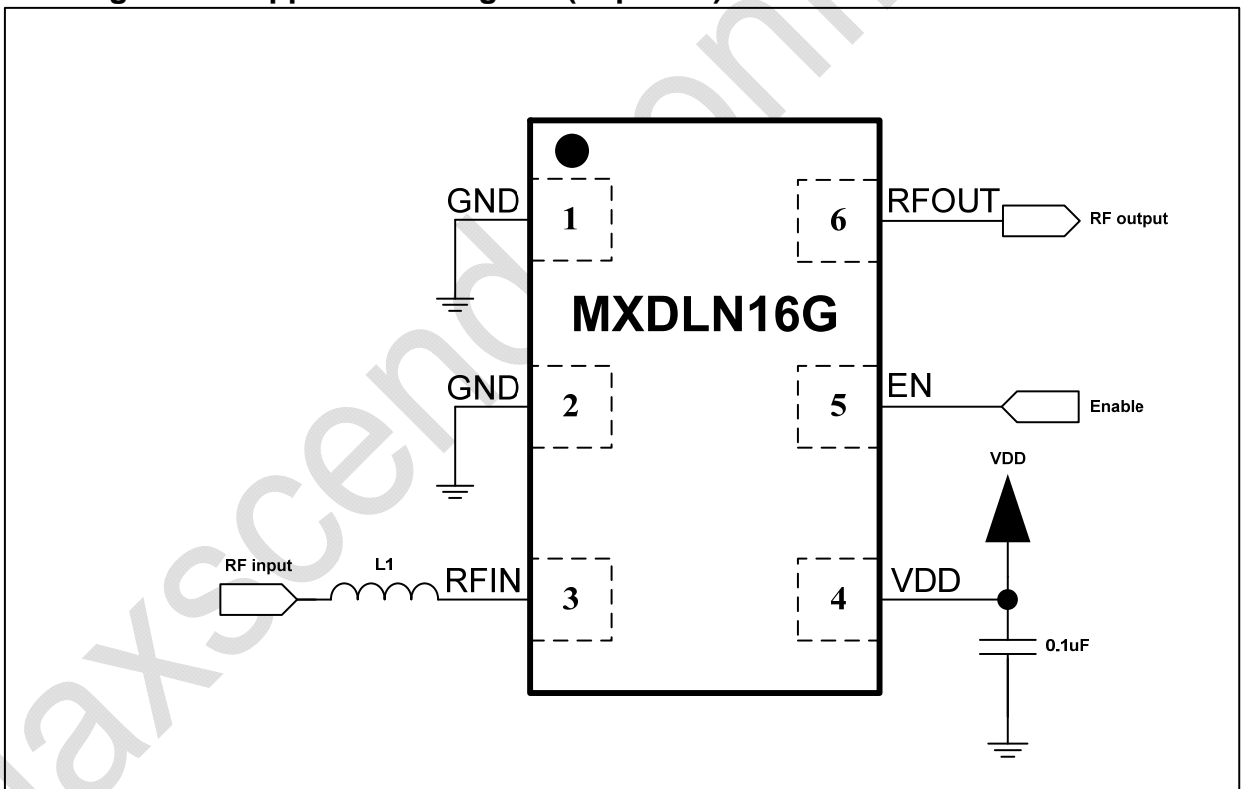 GND
1
6
RFOUT
RF output
MXDLN16G
GND
2
5
EN
Enable
VDD
RF input
L1
RFIN
3
4
VDD
0.1uF